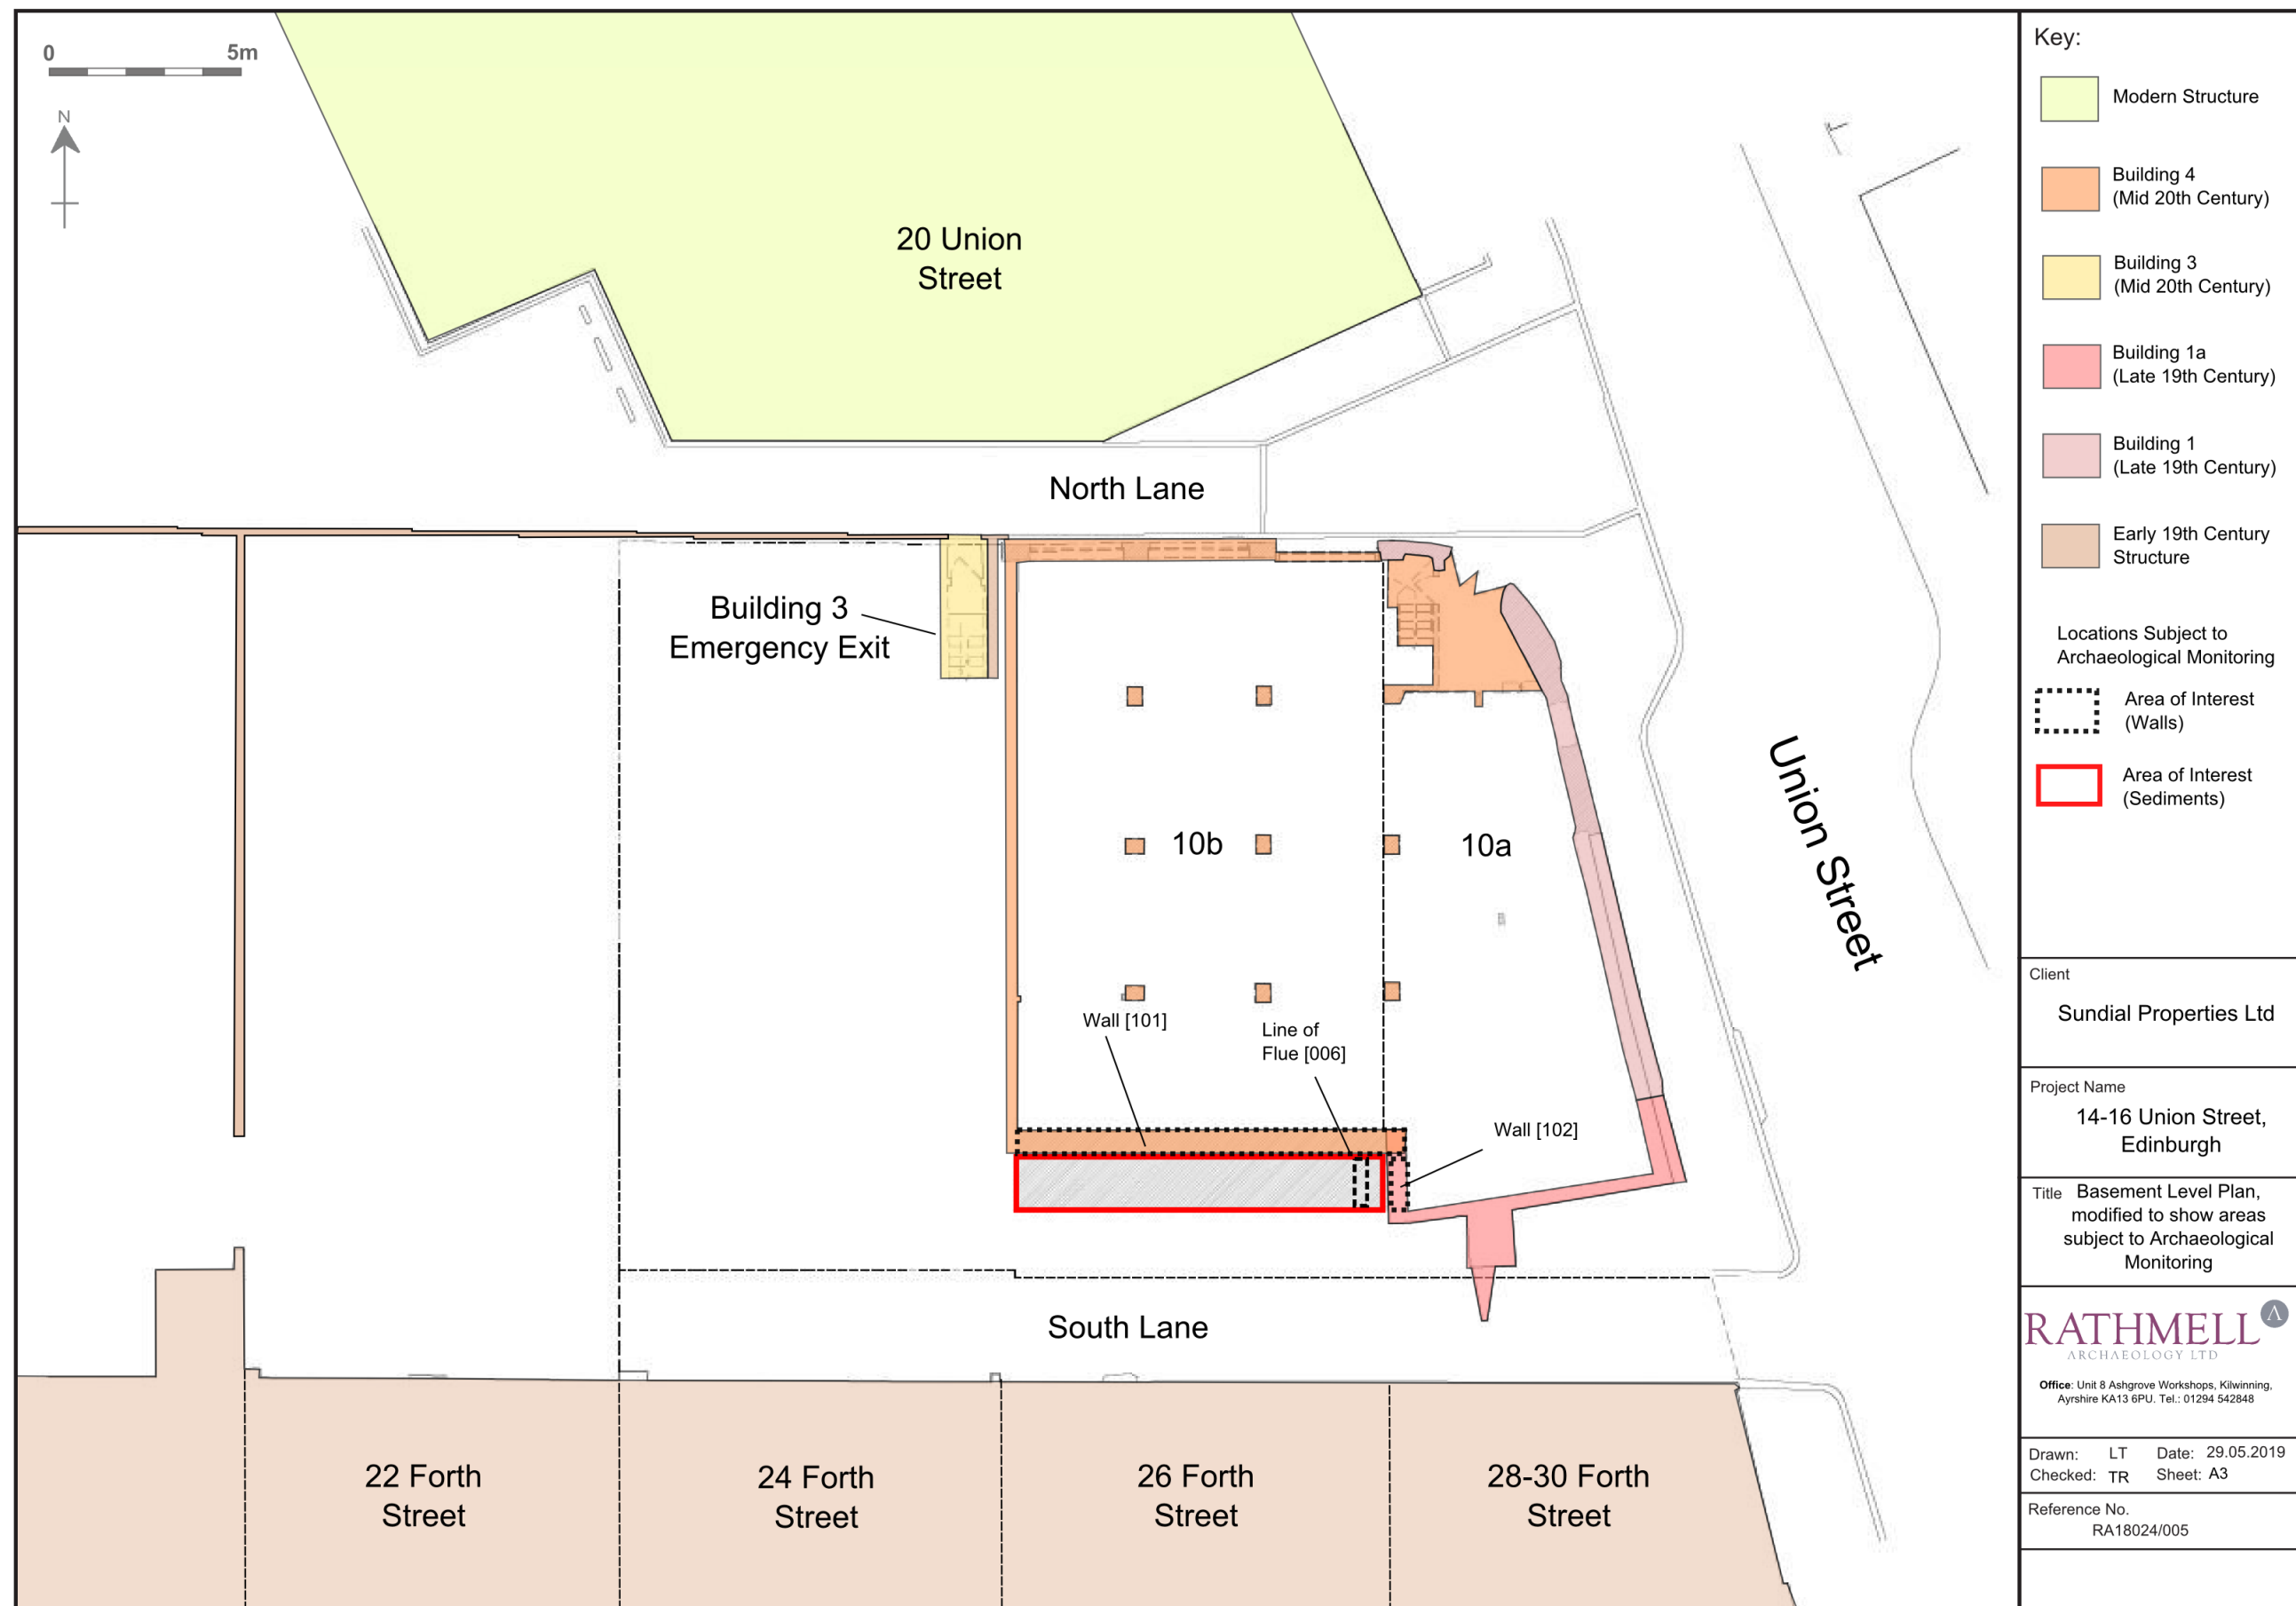 0 5m
N
20 Union
Street
North Lane
Building 3
Emergency Exit
10b
10a
Union Street
Wall [101]
Line of
Flue [006]
Wall [102]
South Lane
22 Forth
Street
24 Forth
Street
26 Forth
Street
28-30 Forth
Street
Key:
Modern Structure
Building 4
(Mid 20th Century)
Building 3
(Mid 20th Century)
Building 1a
(Late 19th Century)
Building 1
(Late 19th Century)
Early 19th Century
Structure
Locations Subject to
Archaeological Monitoring
Area of Interest
(Walls)
Area of Interest
(Sediments)
Client
Sundial Properties Ltd
Project Name
14-16 Union Street,
Edinburgh
Title Basement Level Plan,
modified to show areas
subject to Archaeological
Monitoring
RATHMELL Λ
ARCHAEOLOGY LTD
Office: Unit 8 Ashgrove Workshops, Kilwinning,
Ayrshire KA13 6PU. Tel.: 01294 542848
Drawn: LT Date: 29.05.2019
Checked: TR Sheet: A3
Reference No.
RA18024/005